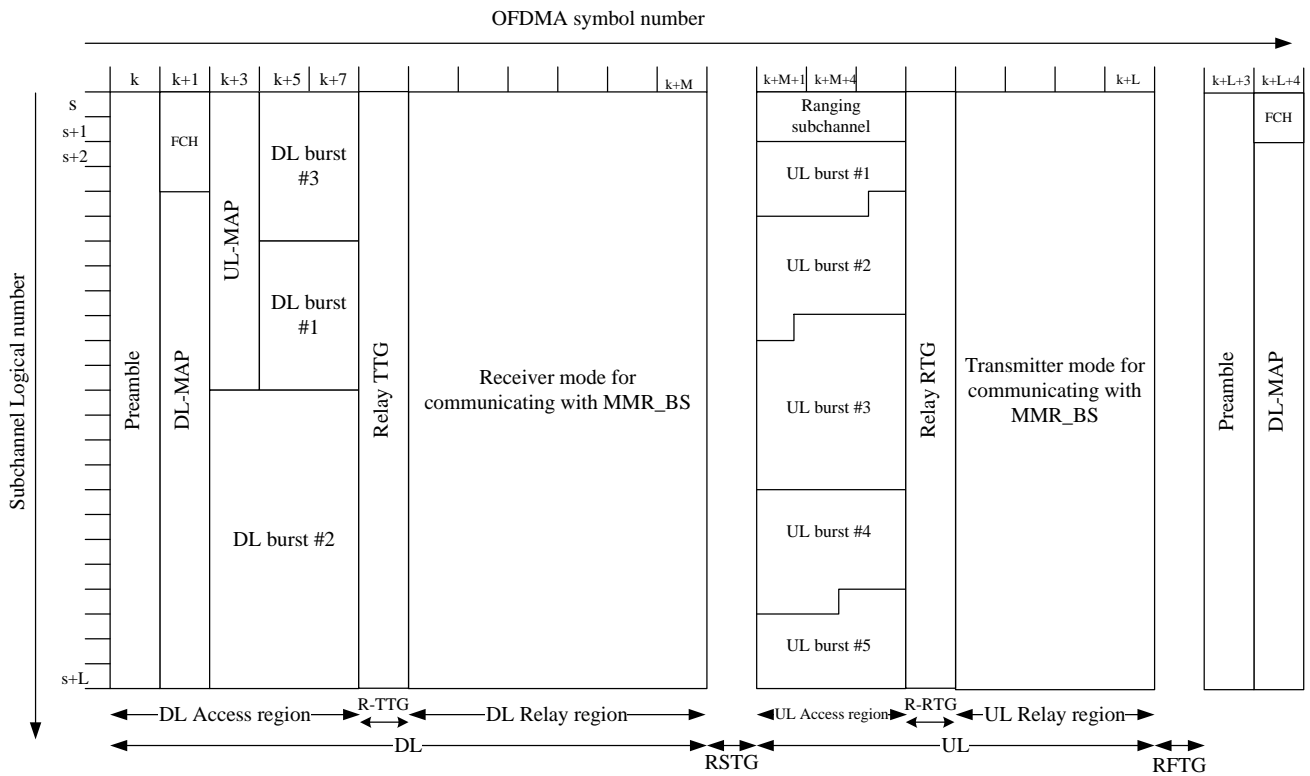 OFDMA symbol number
k
k+1
k+3
k+5
k+7
k+M
k+M+1
k+M+4
k+L
k+L+3
k+L+4
Subchannel Logical number
s
s+1
s+2
s+L
Preamble
FCH
DL-MAP
UL-MAP
DL burst
#3
DL burst
#1
DL burst #2
Relay TTG
Receiver mode for
communicating with MMR_BS
Ranging
subchannel
UL burst #1
UL burst #2
UL burst #3
UL burst #4
UL burst #5
Relay RTG
Transmitter mode for
communicating with
MMR_BS
Preamble
FCH
DL-MAP
DL Access region
R-TTG
DL Relay region
UL Access region
R-RTG
UL Relay region
DL
RSTG
UL
RFTG